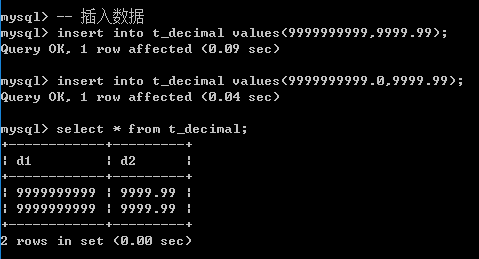 mysql> -- 插入数据
mysql> insert into t_decimal values(9999999999,9999.99);
Query OK, 1 row affected (0.09 sec)
mysql> insert into t_decimal values(9999999999.0,9999.99);
Query OK, 1 row affected (0.04 sec)
mysql> select * from t_decimal;
+------------+---------+
¦ d1         ¦ d2      ¦
+------------+---------+
¦ 9999999999 ¦ 9999.99 ¦
¦ 9999999999 ¦ 9999.99 ¦
+------------+---------+
2 rows in set (0.00 sec)